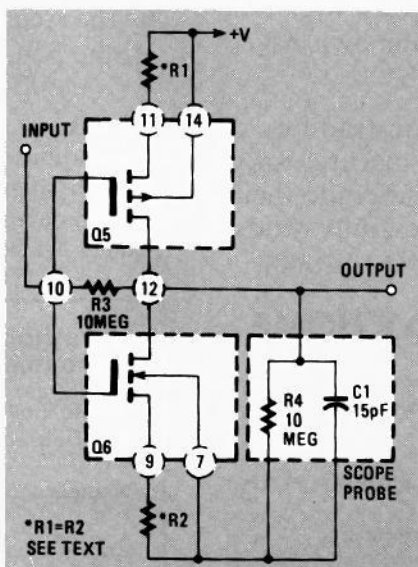 +V
*R1
11
14
INPUT
Q5
10
R3
10MEG
12
OUTPUT
Q6
R4
10
MEG
C1
15pF
9
7
SCOPE
PROBE
*R2
*R1=R2
SEE TEXT